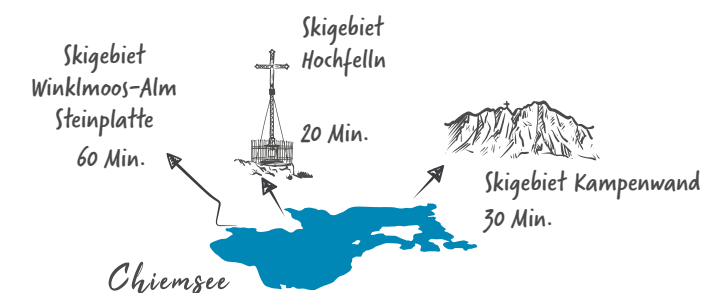 Skigebiet
Winklmoos-Alm
Steinplatte
60 Min.
Skigebiet
Hochfelln
20 Min.
Skigebiet Kampenwand
30 Min.
Chiemsee